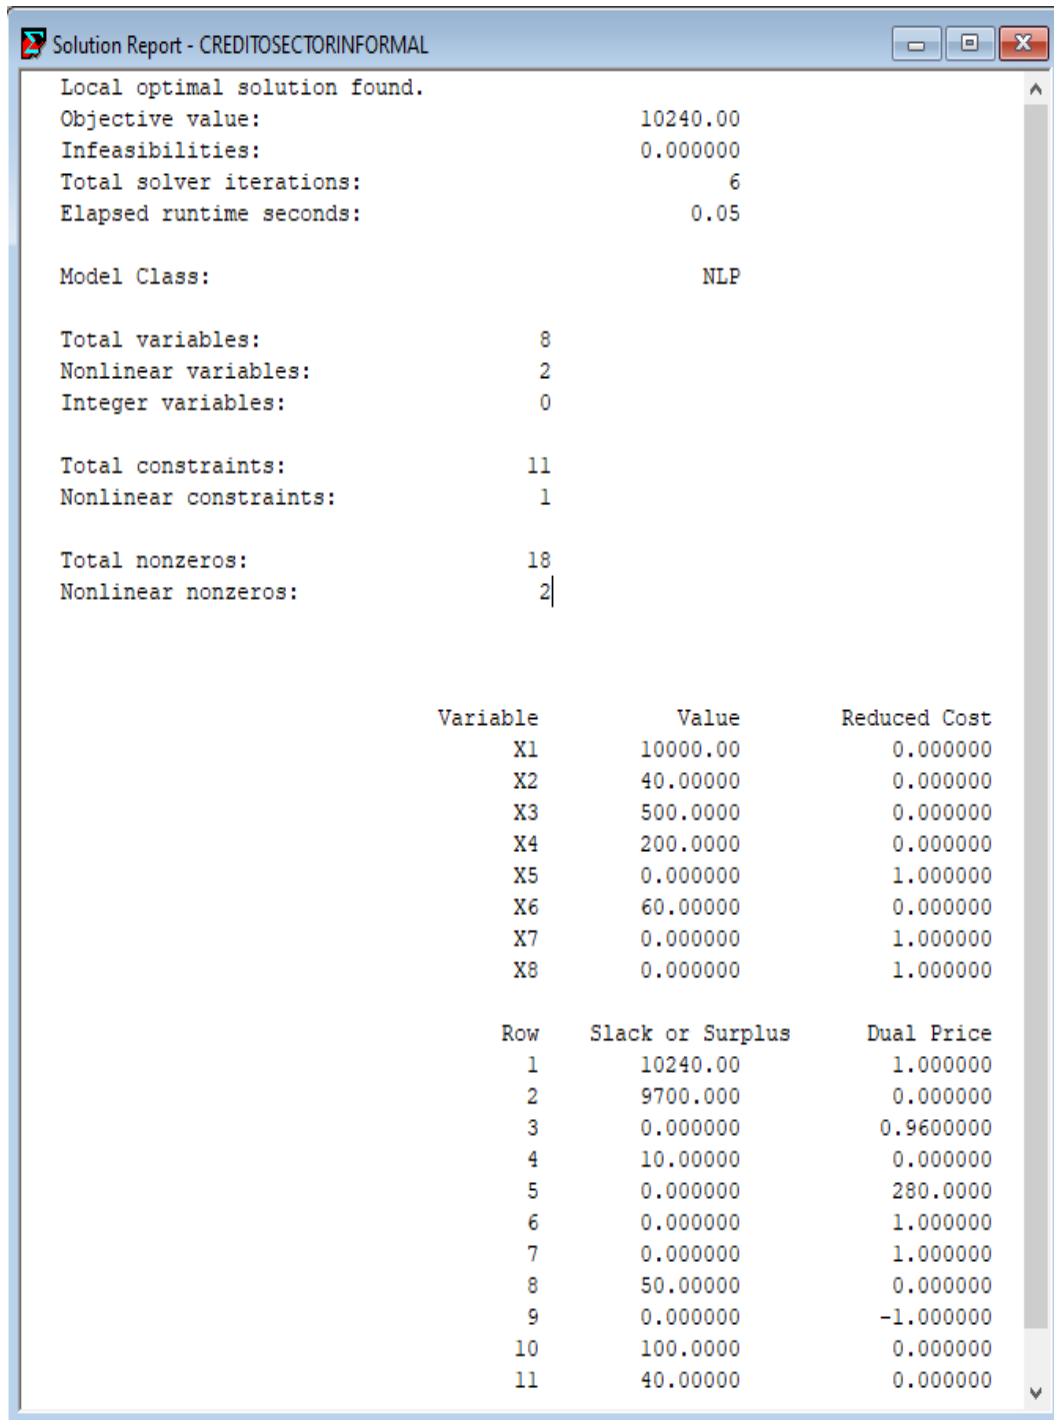 Solution Report - CREDITOSECTORINFORMAL
Local optimal solution found.
Objective value: 10240.00
Infeasibilities: 0.000000
Total solver iterations: 6
Elapsed runtime seconds: 0.05
Model Class: NLP
Total variables: 8
Nonlinear variables: 2
Integer variables: 0
Total constraints: 11
Nonlinear constraints: 1
Total nonzeros: 18
Nonlinear nonzeros: 2
Variable Value Reduced Cost
X1 10000.00 0.000000
X2 40.00000 0.000000
X3 500.0000 0.000000
X4 200.0000 0.000000
X5 0.000000 1.000000
X6 60.00000 0.000000
X7 0.000000 1.000000
X8 0.000000 1.000000
Row Slack or Surplus Dual Price
1 10240.00 1.000000
2 9700.000 0.000000
3 0.000000 0.9600000
4 10.00000 0.000000
5 0.000000 280.0000
6 0.000000 1.000000
7 0.000000 1.000000
8 50.00000 0.000000
9 0.000000 -1.000000
10 100.0000 0.000000
11 40.00000 0.000000